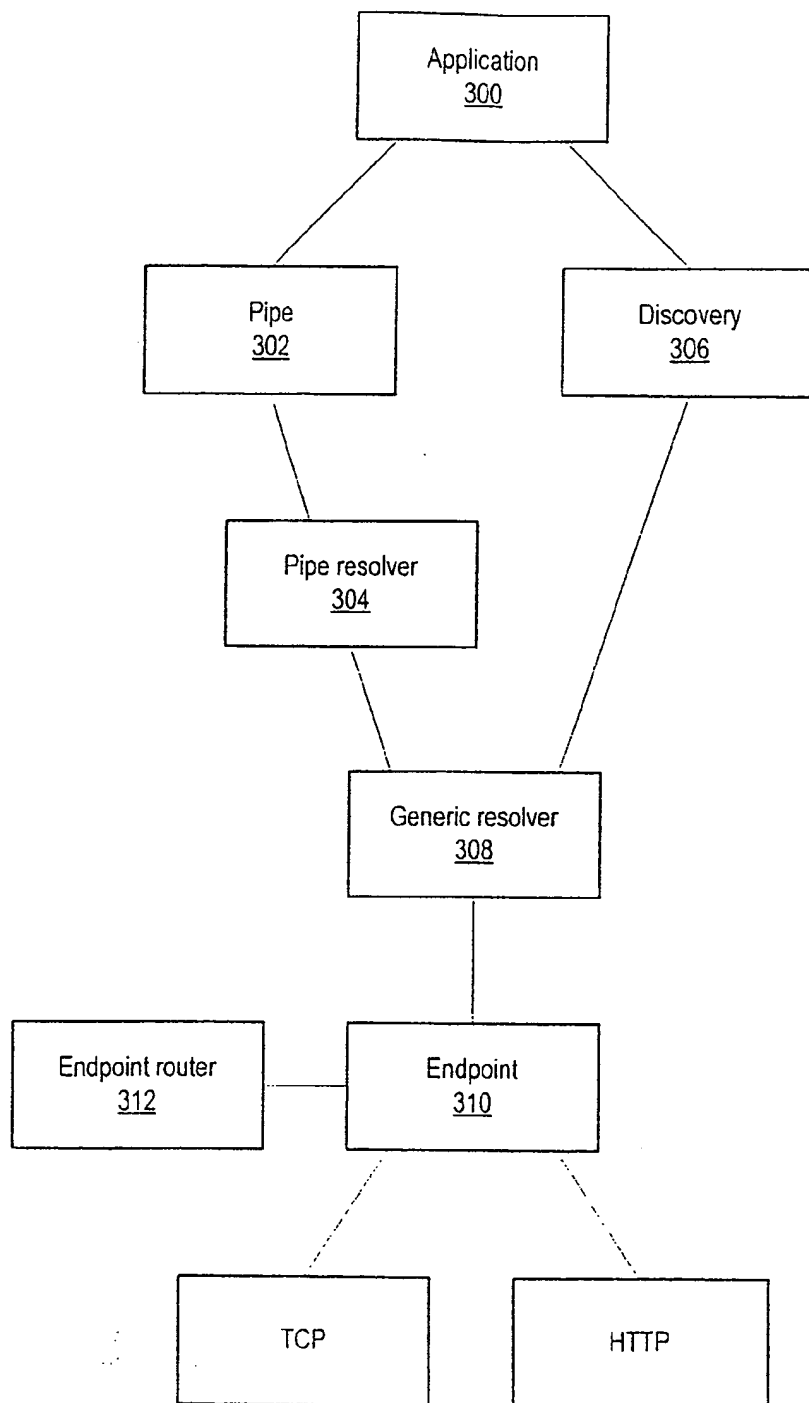 Application
300
Pipe
302
Discovery
306
Pipe resolver
304
Generic resolver
308
Endpoint router
312
Endpoint
310
TCP
HTTP